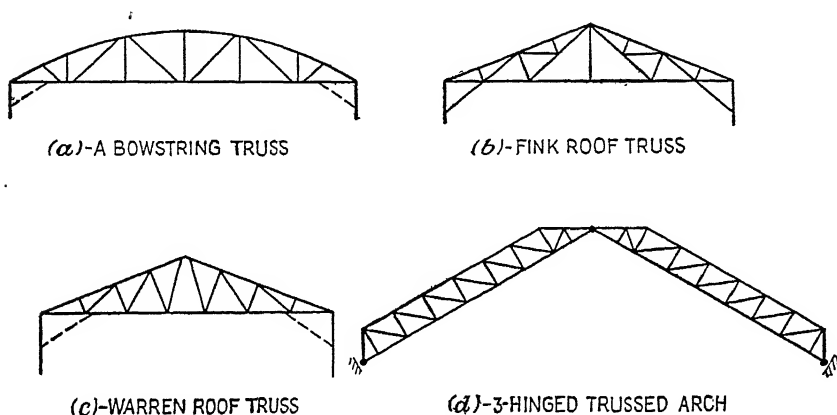 (a)-A BOWSTRING TRUSS
(b)-FINK ROOF TRUSS
(c)-WARREN ROOF TRUSS
(d)-3-HINGED TRUSSED ARCH